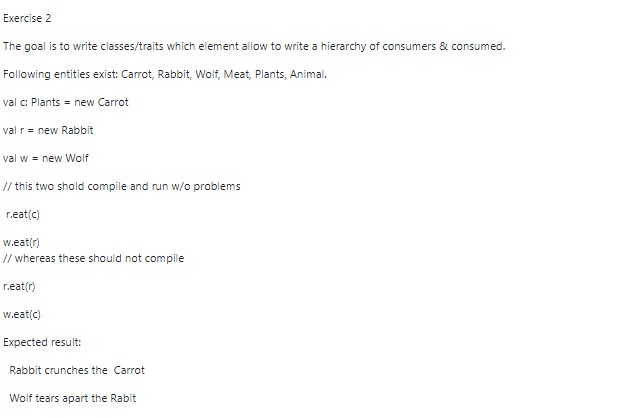 Exercise 2
The goal is to write classes/traits which element allow to write a hierarchy of consumers & consumed.
Following entities exist: Carrot, Rabbit, Wolf, Meat, Plants, Animal.
val c: Plants = new Carrot
val r = new Rabbit
val w = new Wolf
// this two shold compile and run w/o problems
r.eat(c)
w.eat(r)
// whereas these should not compile
r.eat(r)
w.eat(c)
Expected result:
Rabbit crunches the  Carrot
Wolf tears apart the Rabit